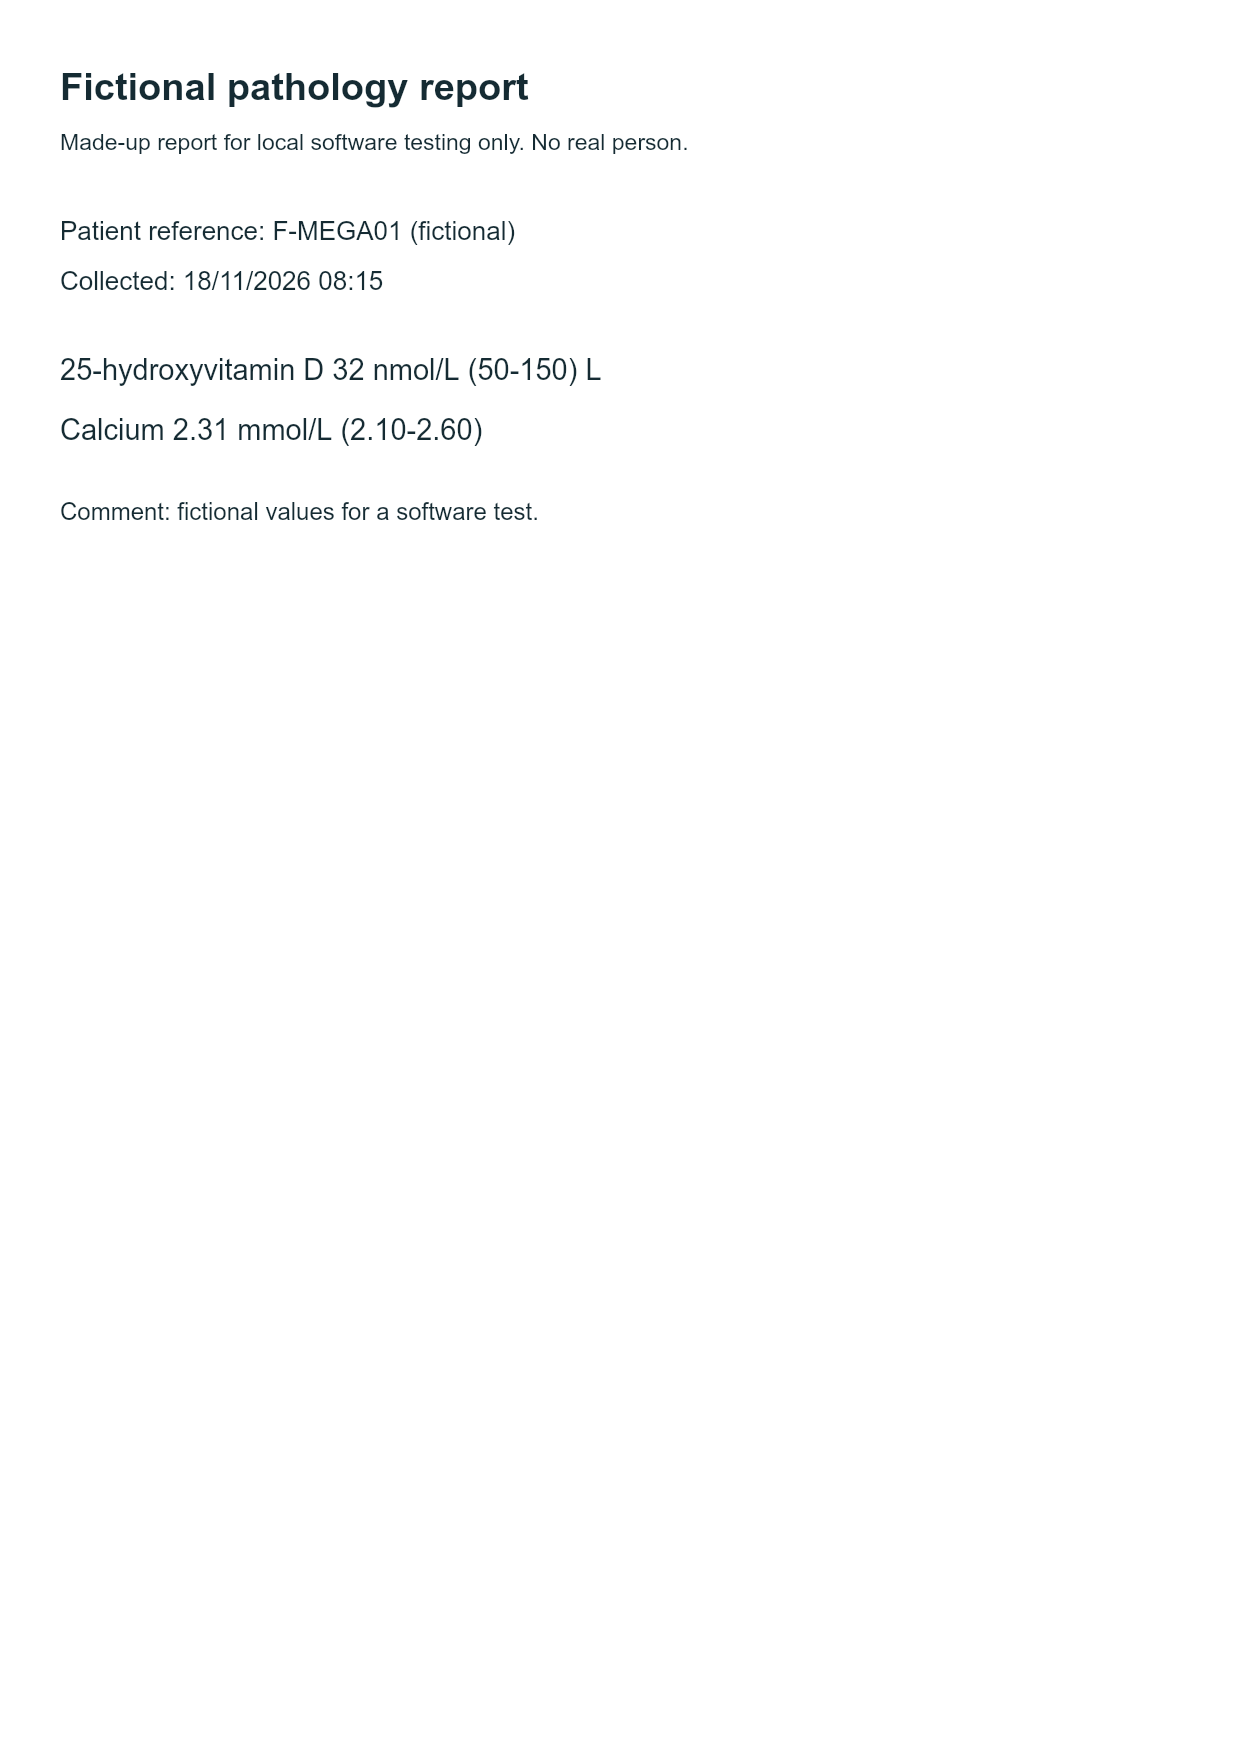 Fictional pathology report
Made-up report for local software testing only. No real person.
Patient reference: F-MEGA01 (fictional)
Collected: 18/11/2026 08:15
25-hydroxyvitamin D 32 nmol/L (50-150) L
Calcium 2.31 mmol/L (2.10-2.60)
Comment: fictional values for a software test.